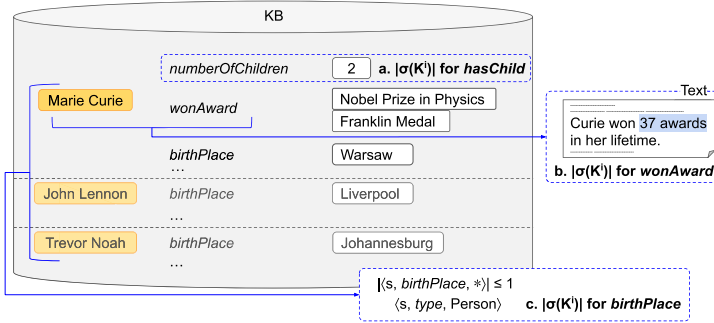 KB
numberOfChildren 2 a. |σ(Kⁱ)| for hasChild
Marie Curie wonAward Nobel Prize in Physics
Franklin Medal
birthPlace Warsaw
...
John Lennon birthPlace Liverpool
...
Trevor Noah birthPlace Johannesburg
...
Text
Curie won 37 awards
in her lifetime.
b. |σ(Kⁱ)| for wonAward
|⟨s, birthPlace, *⟩| ≤ 1
⟨s, type, Person⟩ c. |σ(Kⁱ)| for birthPlace